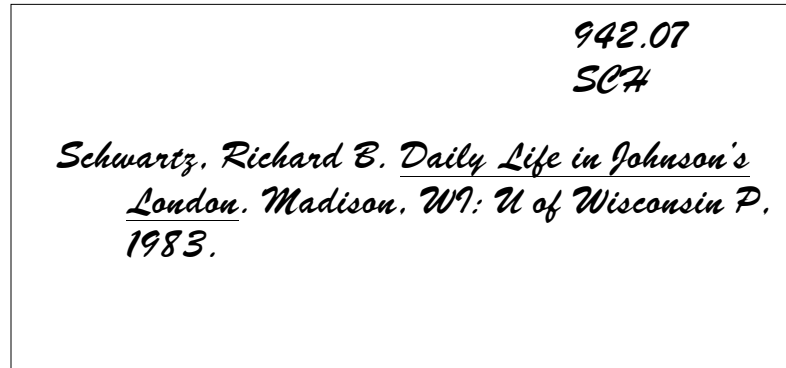 942.07
SCH
Schwartz, Richard B. Daily Life in Johnson's
London. Madison, WI: U of Wisconsin P,
1983.